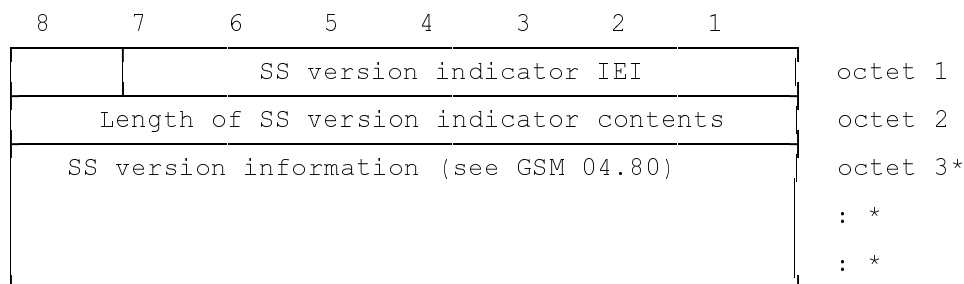 8 7 6 5 4 3 2 1
SS version indicator IEI octet 1
Length of SS version indicator contents octet 2
SS version information (see GSM 04.80) octet 3*
: *
: *